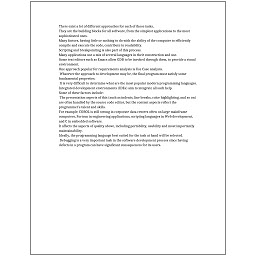 There exist a lot of different approaches for each of those tasks.
They are the building blocks for all software, from the simplest applications to the most sophisticated ones.
Many factors, having little or nothing to do with the ability of the computer to efficiently compile and execute the code, contribute to readability.
Scripting and breakpointing is also part of this process.
Many applications use a mix of several languages in their construction and use.
Some text editors such as Emacs allow GDB to be invoked through them, to provide a visual environment.
One approach popular for requirements analysis is Use Case analysis.
Whatever the approach to development may be, the final program must satisfy some fundamental properties.
It is very difficult to determine what are the most popular modern programming languages.
Integrated development environments (IDEs) aim to integrate all such help.
Some of these factors include:
The presentation aspects of this (such as indents, line breaks, color highlighting, and so on) are often handled by the source code editor, but the content aspects reflect the programmer's talent and skills.
For example, COBOL is still strong in corporate data centers often on large mainframe computers, Fortran in engineering applications, scripting languages in Web development, and C in embedded software.
It affects the aspects of quality above, including portability, usability and most importantly maintainability.
Ideally, the programming language best suited for the task at hand will be selected.
Debugging is a very important task in the software development process since having defects in a program can have significant consequences for its users.